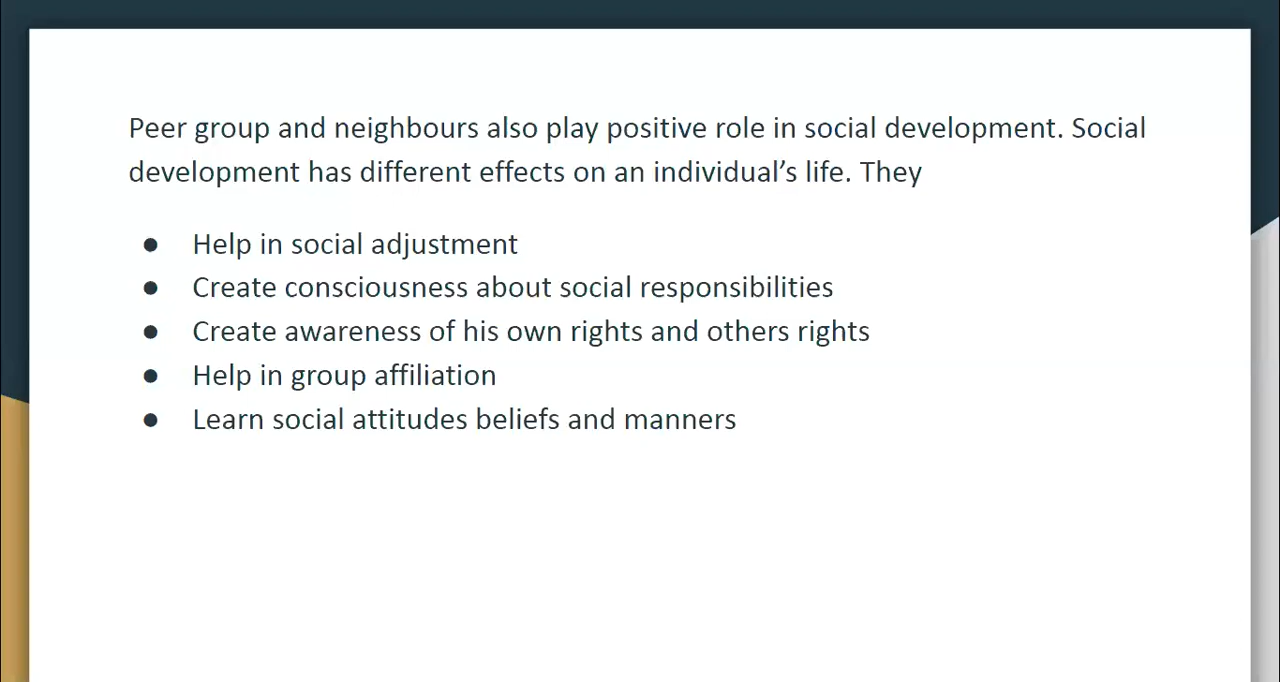 Peer group and neighbours also play positive role in social development. Social
development has different effects on an individual’s life. They
● Help in social adjustment
● Create consciousness about social responsibilities
● Create awareness of his own rights and others rights
● Help in group affiliation
● Learn social attitudes beliefs and manners